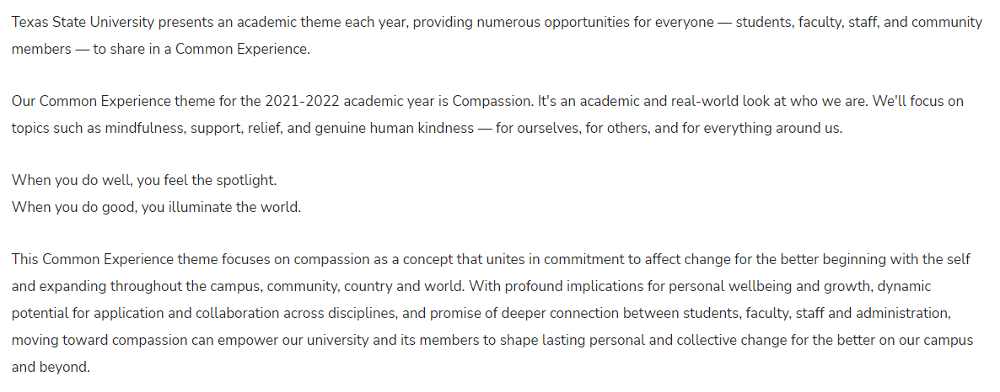 Texas State University presents an academic theme each year, providing numerous opportunities for everyone — students, faculty, staff, and community
members — to share in a Common Experience.
Our Common Experience theme for the 2021-2022 academic year is Compassion. It's an academic and real-world look at who we are. We'll focus on
topics such as mindfulness, support, relief, and genuine human kindness — for ourselves, for others, and for everything around us.
When you do well, you feel the spotlight.
When you do good, you illuminate the world.
This Common Experience theme focuses on compassion as a concept that unites in commitment to affect change for the better beginning with the self
and expanding throughout the campus, community, country and world. With profound implications for personal wellbeing and growth, dynamic
potential for application and collaboration across disciplines, and promise of deeper connection between students, faculty, staff and administration,
moving toward compassion can empower our university and its members to shape lasting personal and collective change for the better on our campus
and beyond.